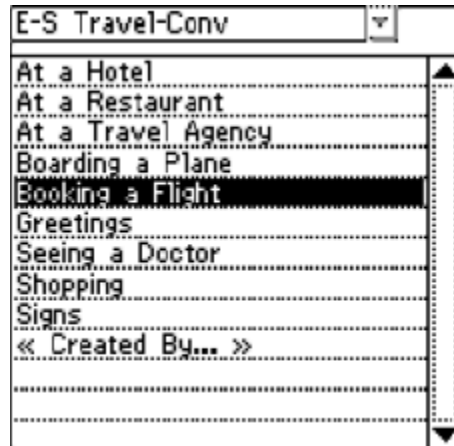 E-S Travel-Conv
At a Hotel
At a Restaurant
At a Travel Agency
Boarding a Plane
Booking a Flight
Greetings
Seeing a Doctor
Shopping
Signs
« Created By... »